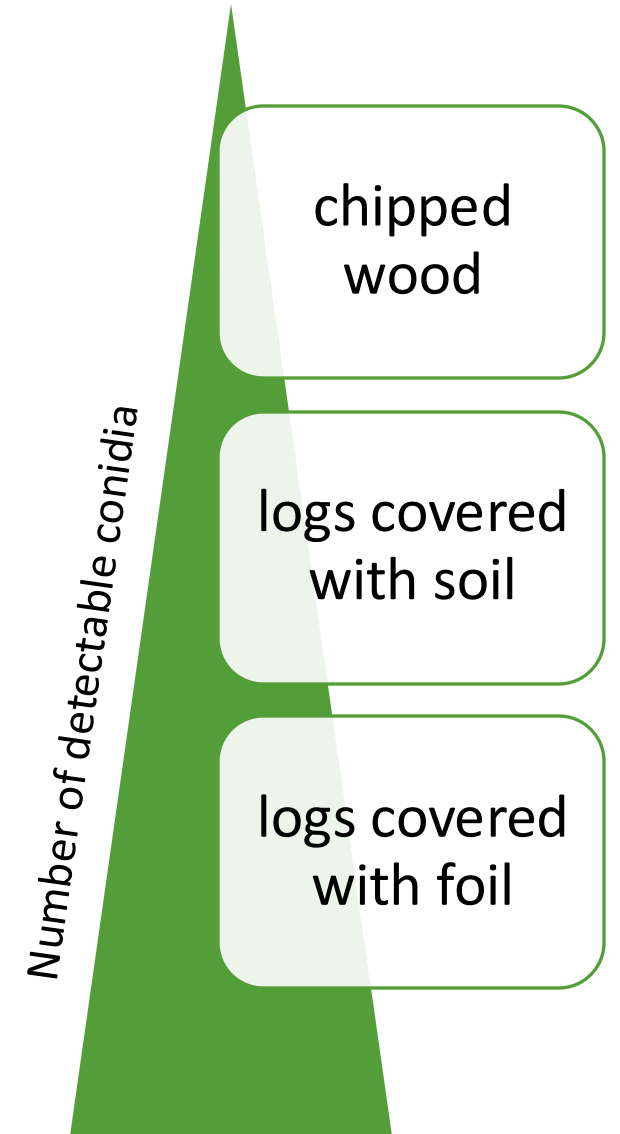 chipped
wood
logs covered
with soil
logs covered
with foil
Number of detectable conidia